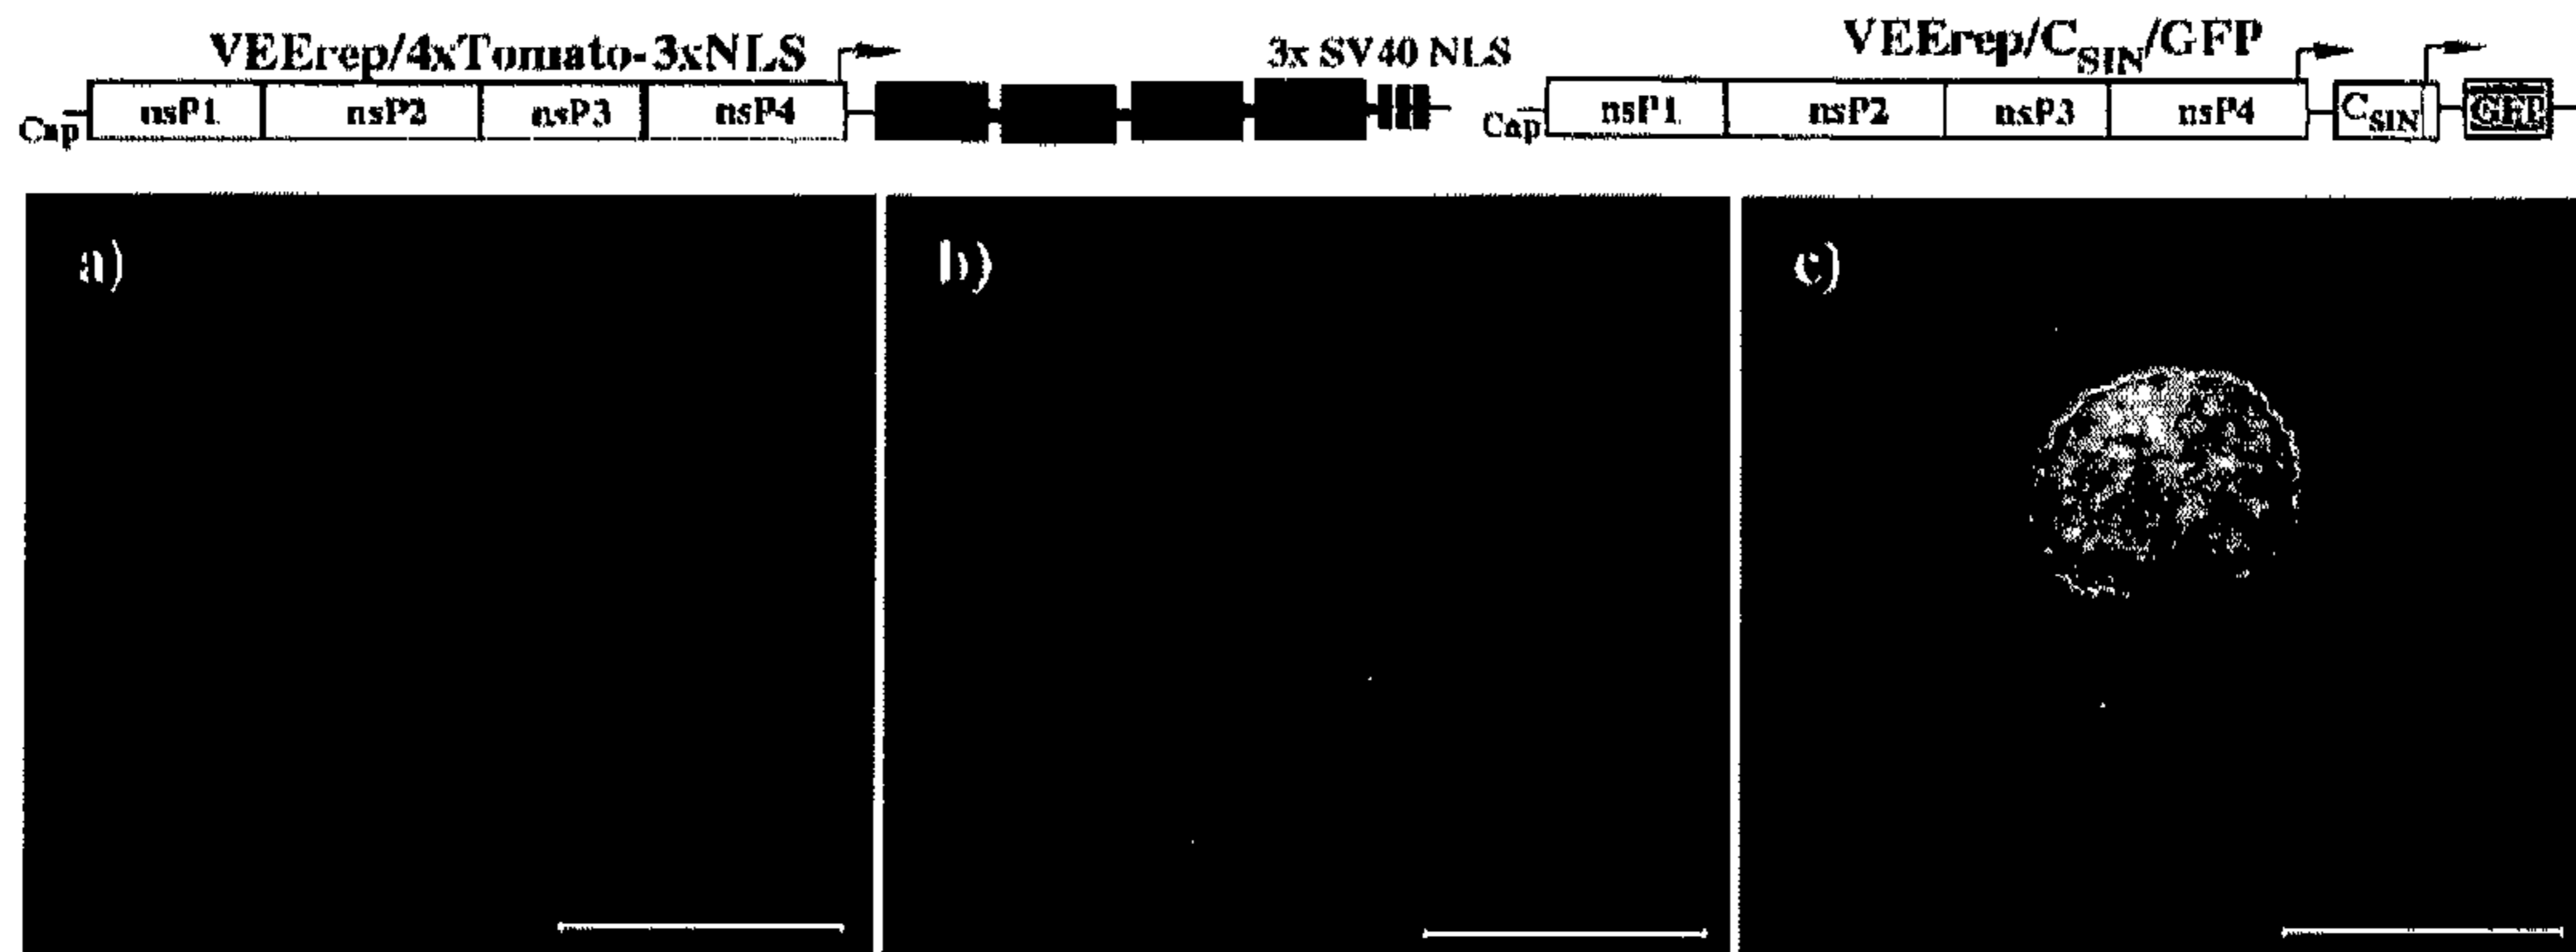 VEErep/4xTomato-3xNLS
3x SV40 NLS
VEErep/CSIN/GFP
Cap nsP1 nsP2 nsP3 nsP4
Cap nsP1 nsP2 nsP3 nsP4 CSIN GFP
a) b) c)